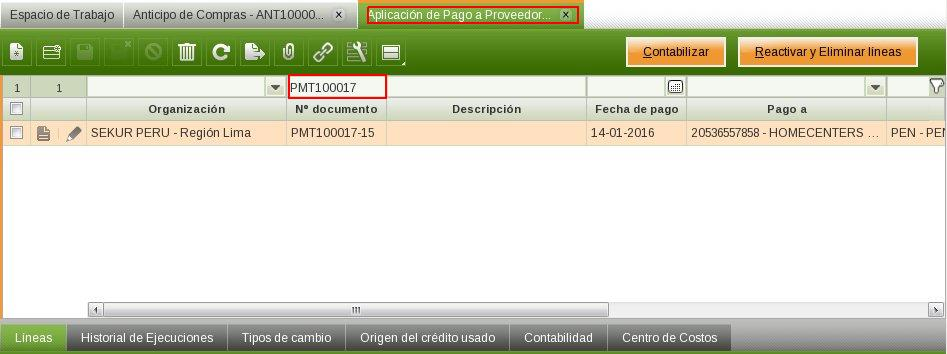 Espacio de Trabajo Anticipo de Compras - ANT10000... Aplicación de Pago a Proveedor...
Contabilizar Reactivar y Eliminar líneas
1 1 PMT100017
Organización Nº documento Descripción Fecha de pago Pago a
SEKUR PERU - Región Lima PMT100017-15 14-01-2016 20536557858 - HOMECENTERS ... PEN - PEN
Líneas Historial de Ejecuciones Tipos de cambio Origen del crédito usado Contabilidad Centro de Costos